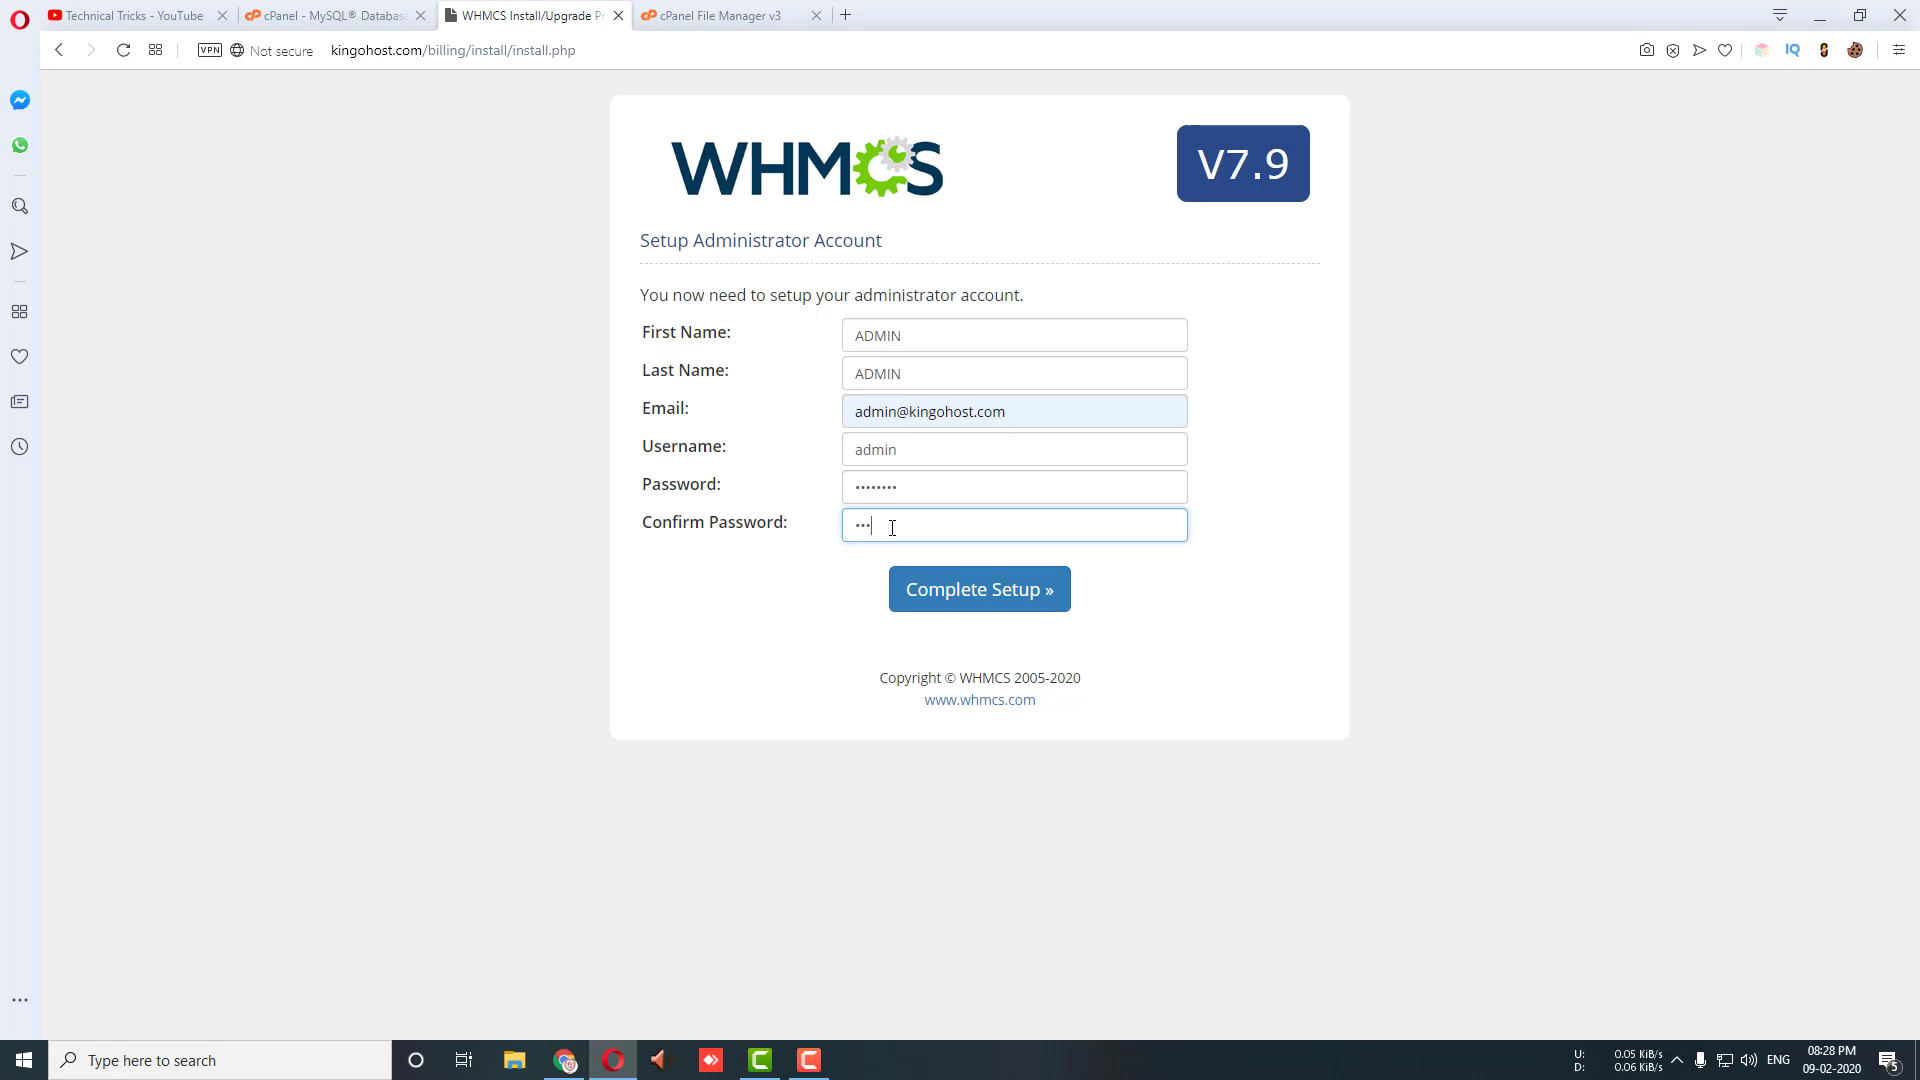 Technical Tricks - YouTube
cPanel - MySQL® Databas
WHMCS Install/Upgrade Pr
cPanel File Manager v3
VPN
Not secure
kingohost.com/billing/install/install.php
IQ
WHMCS
V7.9
Setup Administrator Account
You now need to setup your administrator account.
First Name:
ADMIN
Last Name:
ADMIN
Email:
admin@kingohost.com
Username:
admin
Password:
••••••••
Confirm Password:
•••
Complete Setup »
Copyright © WHMCS 2005-2020
www.whmcs.com
Type here to search
U:
0.05 KiB/s
D:
0.06 KiB/s
ENG
08:28 PM
09-02-2020
5